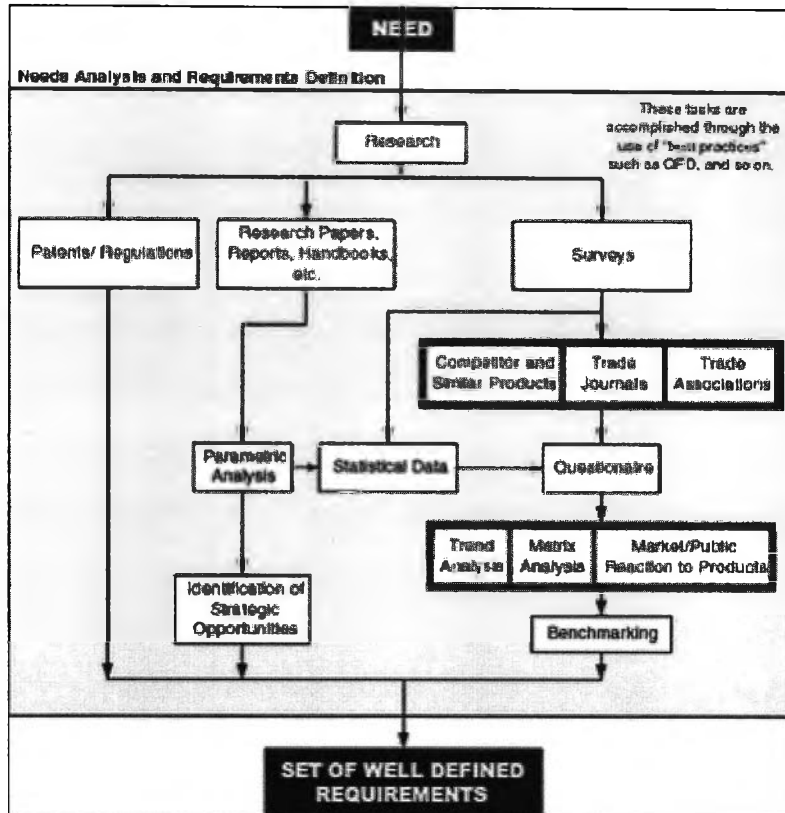 NEED
Needs Analysis and Requirements Definition
These tasks are
accomplished through the
use of "best practices"
such as QFD, and so on.
Research
Patents/ Regulations
Research Papers,
Reports, Handbooks,
etc.
Surveys
Competitor and
Similar Products
Trade
Journals
Trade
Associations
Parametric
Analysis
Statistical Data
Questionaire
Trend
Analysis
Matrix
Analysis
Market/Public
Reaction to Products
Identification of
Strategic
Opportunities
Benchmarking
SET OF WELL DEFINED
REQUIREMENTS